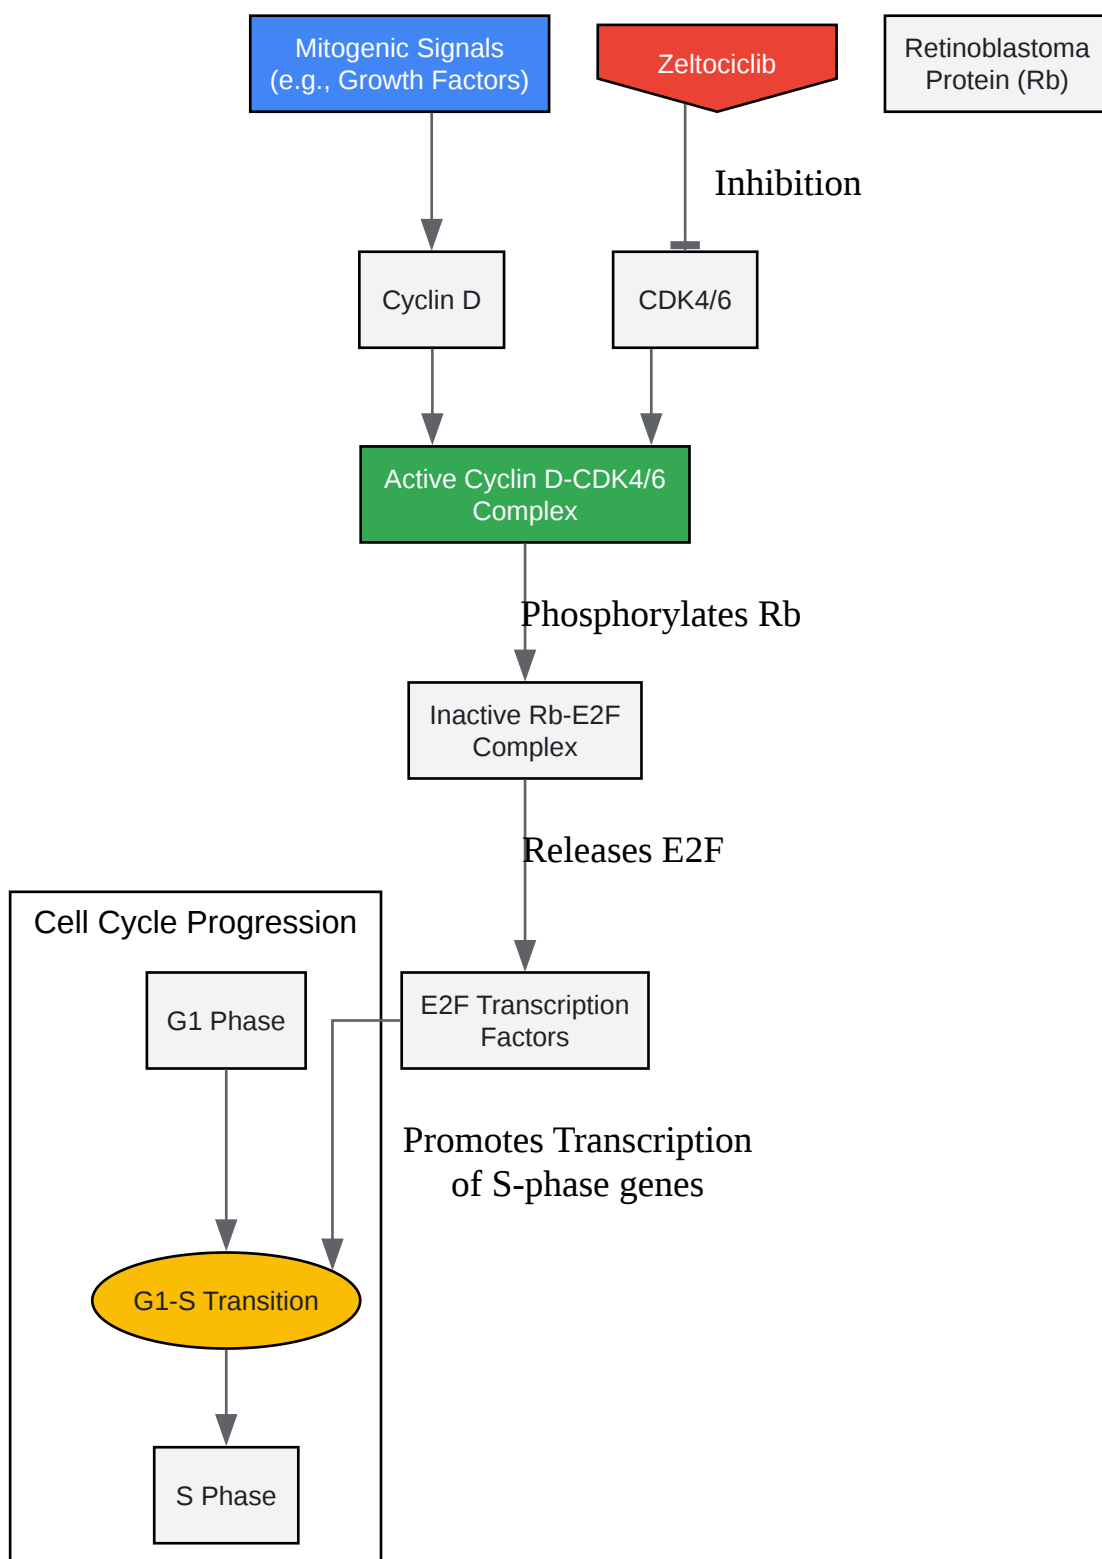 Mitogenic Signals
(e.g., Growth Factors)
Zeltociclib
Retinoblastoma
Protein (Rb)
Inhibition
Cyclin D
CDK4/6
Active Cyclin D-CDK4/6
Complex
Phosphorylates Rb
Inactive Rb-E2F
Complex
Releases E2F
Cell Cycle Progression
G1 Phase
E2F Transcription
Factors
Promotes Transcription
of S-phase genes
G1-S Transition
S Phase